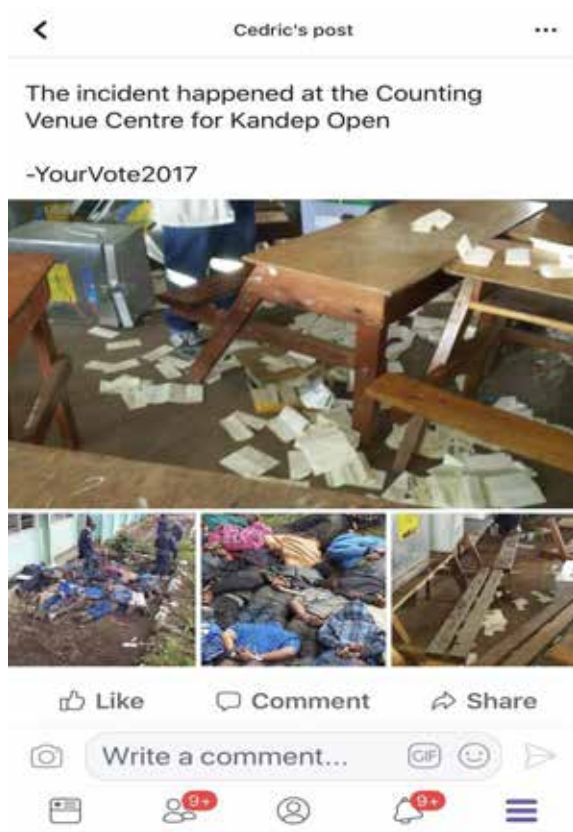 Cedric's post
The incident happened at the Counting
Venue Centre for Kandep Open
-YourVote2017
Like
Comment
Share
Write a comment...
GIF
9+
9+